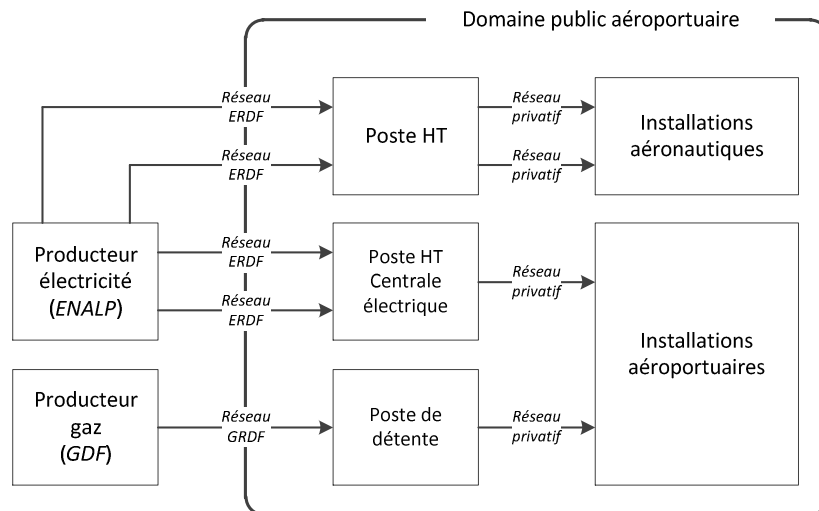 Domaine public aéroportuaire
Réseau
ERDF
Réseau
ERDF
Poste HT
Réseau
privatif
Réseau
privatif
Installations
aéronautiques
Producteur
électricité
(ENALP)
Réseau
ERDF
Réseau
ERDF
Poste HT
Centrale
électrique
Réseau
privatif
Installations
aéroportuaires
Producteur
gaz
(GDF)
Réseau
GRDF
Poste de
détente
Réseau
privatif